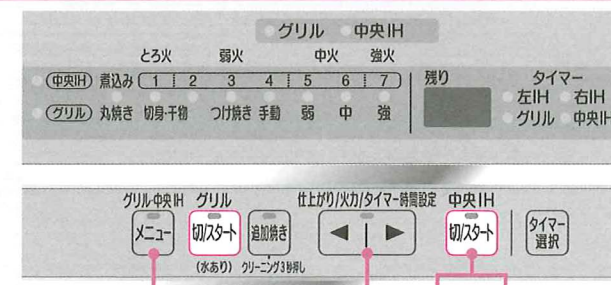 グリル 中央IH
とろ火 弱火 中火 強火
中央IH 煮込み 1 2 3 4 5 6 7
グリル 丸焼き 切身・干物 つけ焼き 手動 弱 中 強
残り タイマー
左IH 右IH
グリル 中央IH
グリル・中央IH グリル 仕上がり/火力/タイマー時間設定 中央IH
メニュー 切/スタート 追加焼き ◀ ▶ 切/スタート タイマー選択
(水あり) クリーニング3秒押し